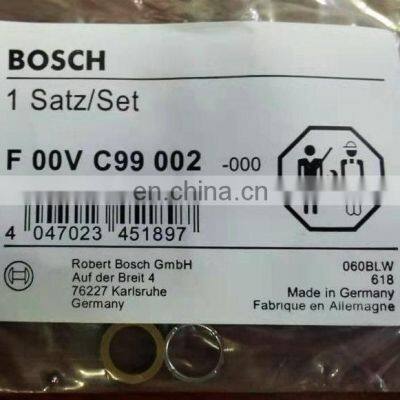 BOSCH
1 Satz/Set
F 00V C99 002 -000
en.china.cn
4 047023 451897
Robert Bosch GmbH
Auf der Breit 4
76227 Karlsruhe
Germany
060BLW
618
Made in Germany
Fabriqué en Allemagne